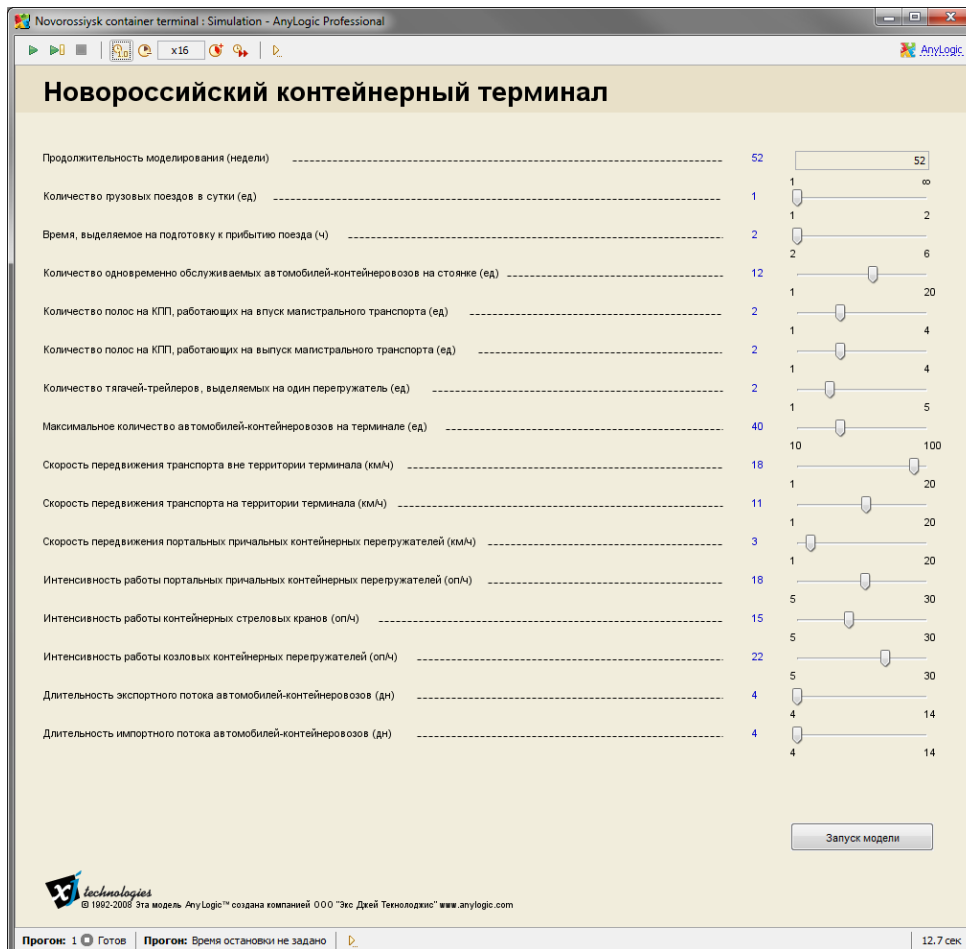 Novorossiysk container terminal : Simulation - AnyLogic Professional
x16 AnyLogic
Новороссийский контейнерный терминал
Продолжительность моделирования (недели) 52 52
1 ∞
Количество грузовых поездов в сутки (ед) 1
1 2
Время, выделяемое на подготовку к прибытию поезда (ч) 2
2 6
Количество одновременно обслуживаемых автомобилей-контейнеровозов на стоянке (ед) 12
1 20
Количество полос на КПП, работающих на впуск магистрального транспорта (ед) 2
1 4
Количество полос на КПП, работающих на выпуск магистрального транспорта (ед) 2
1 4
Количество тягачей-трейлеров, выделяемых на один перегружатель (ед) 2
1 5
Максимальное количество автомобилей-контейнеровозов на терминале (ед) 40
10 100
Скорость передвижения транспорта вне территории терминала (км/ч) 18
1 20
Скорость передвижения транспорта на территории терминала (км/ч) 11
1 20
Скорость передвижения портальных причальных контейнерных перегружателей (км/ч) 3
1 20
Интенсивность работы портальных причальных контейнерных перегружателей (оп/ч) 18
5 30
Интенсивность работы контейнерных стреловых кранов (оп/ч) 15
5 30
Интенсивность работы козловых контейнерных перегружателей (оп/ч) 22
5 30
Длительность экспортного потока автомобилей-контейнеровозов (дн) 4
4 14
Длительность импортного потока автомобилей-контейнеровозов (дн) 4
4 14
Запуск модели
xj technologies
© 1992-2008 Эта модель AnyLogic™ создана компанией ООО "Экс Джей Текнолоджис" www.anylogic.com
Прогон: 1 Готов Прогон: Время остановки не задано 12.7 сек